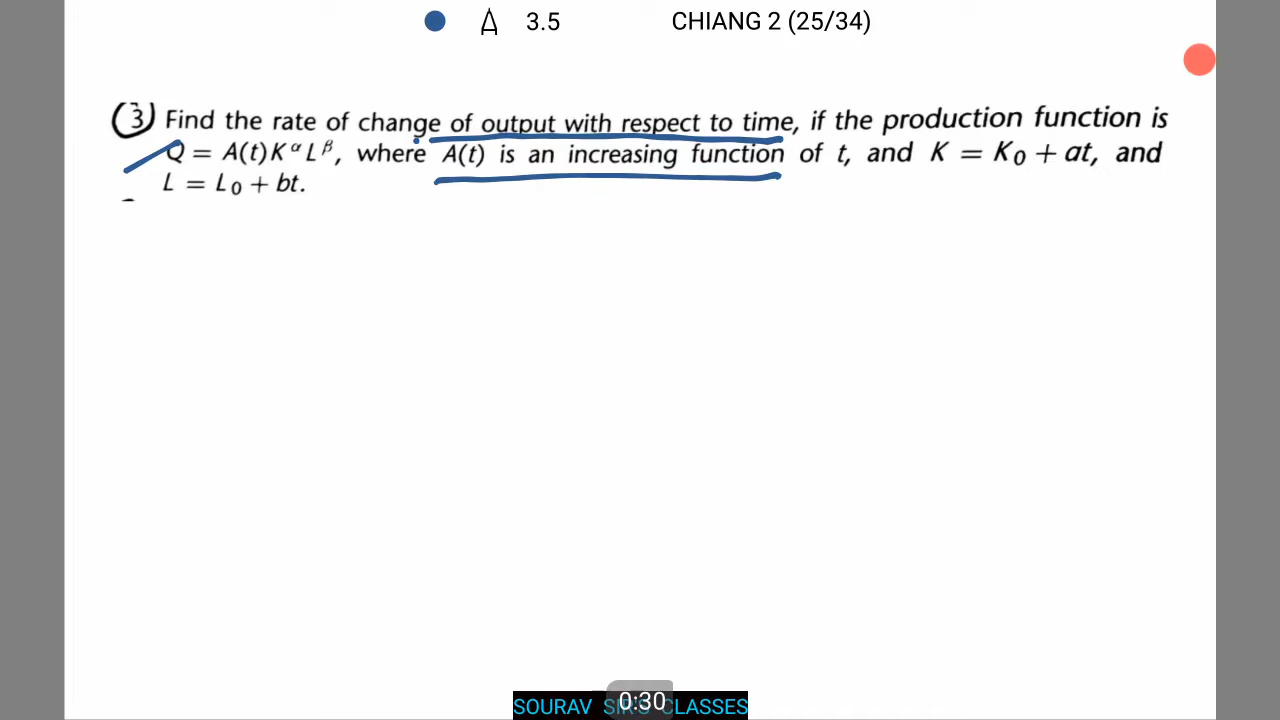 3.5 CHIANG 2 (25/34)
(3) Find the rate of change of output with respect to time, if the production function is
Q = A(t)K^α L^β, where A(t) is an increasing function of t, and K = K₀ + at, and
L = L₀ + bt.
0:30
SOURAV SIR'S CLASSES